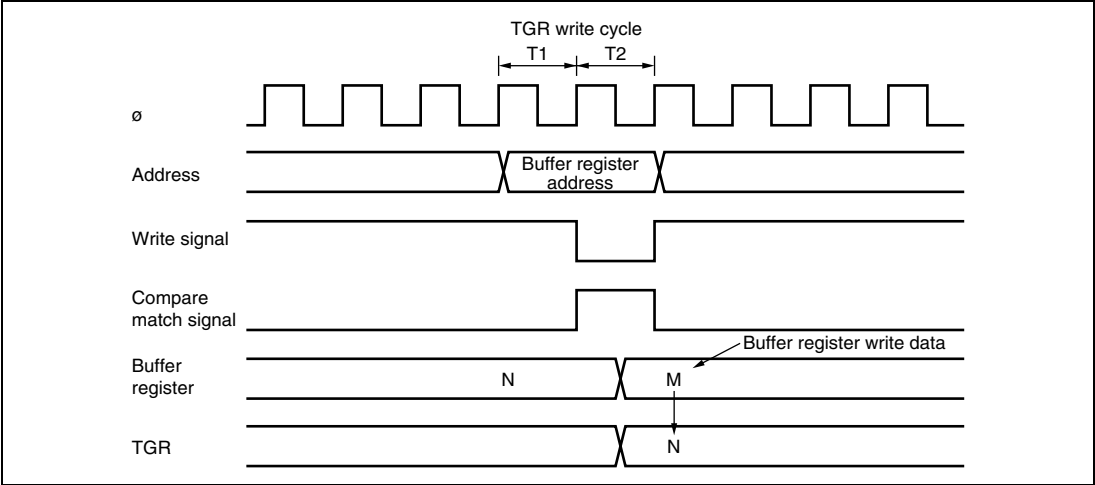 TGR write cycle
T1 T2
ø
Address
Buffer register
address
Write signal
Compare
match signal
Buffer register write data
Buffer
register
N M
TGR
N